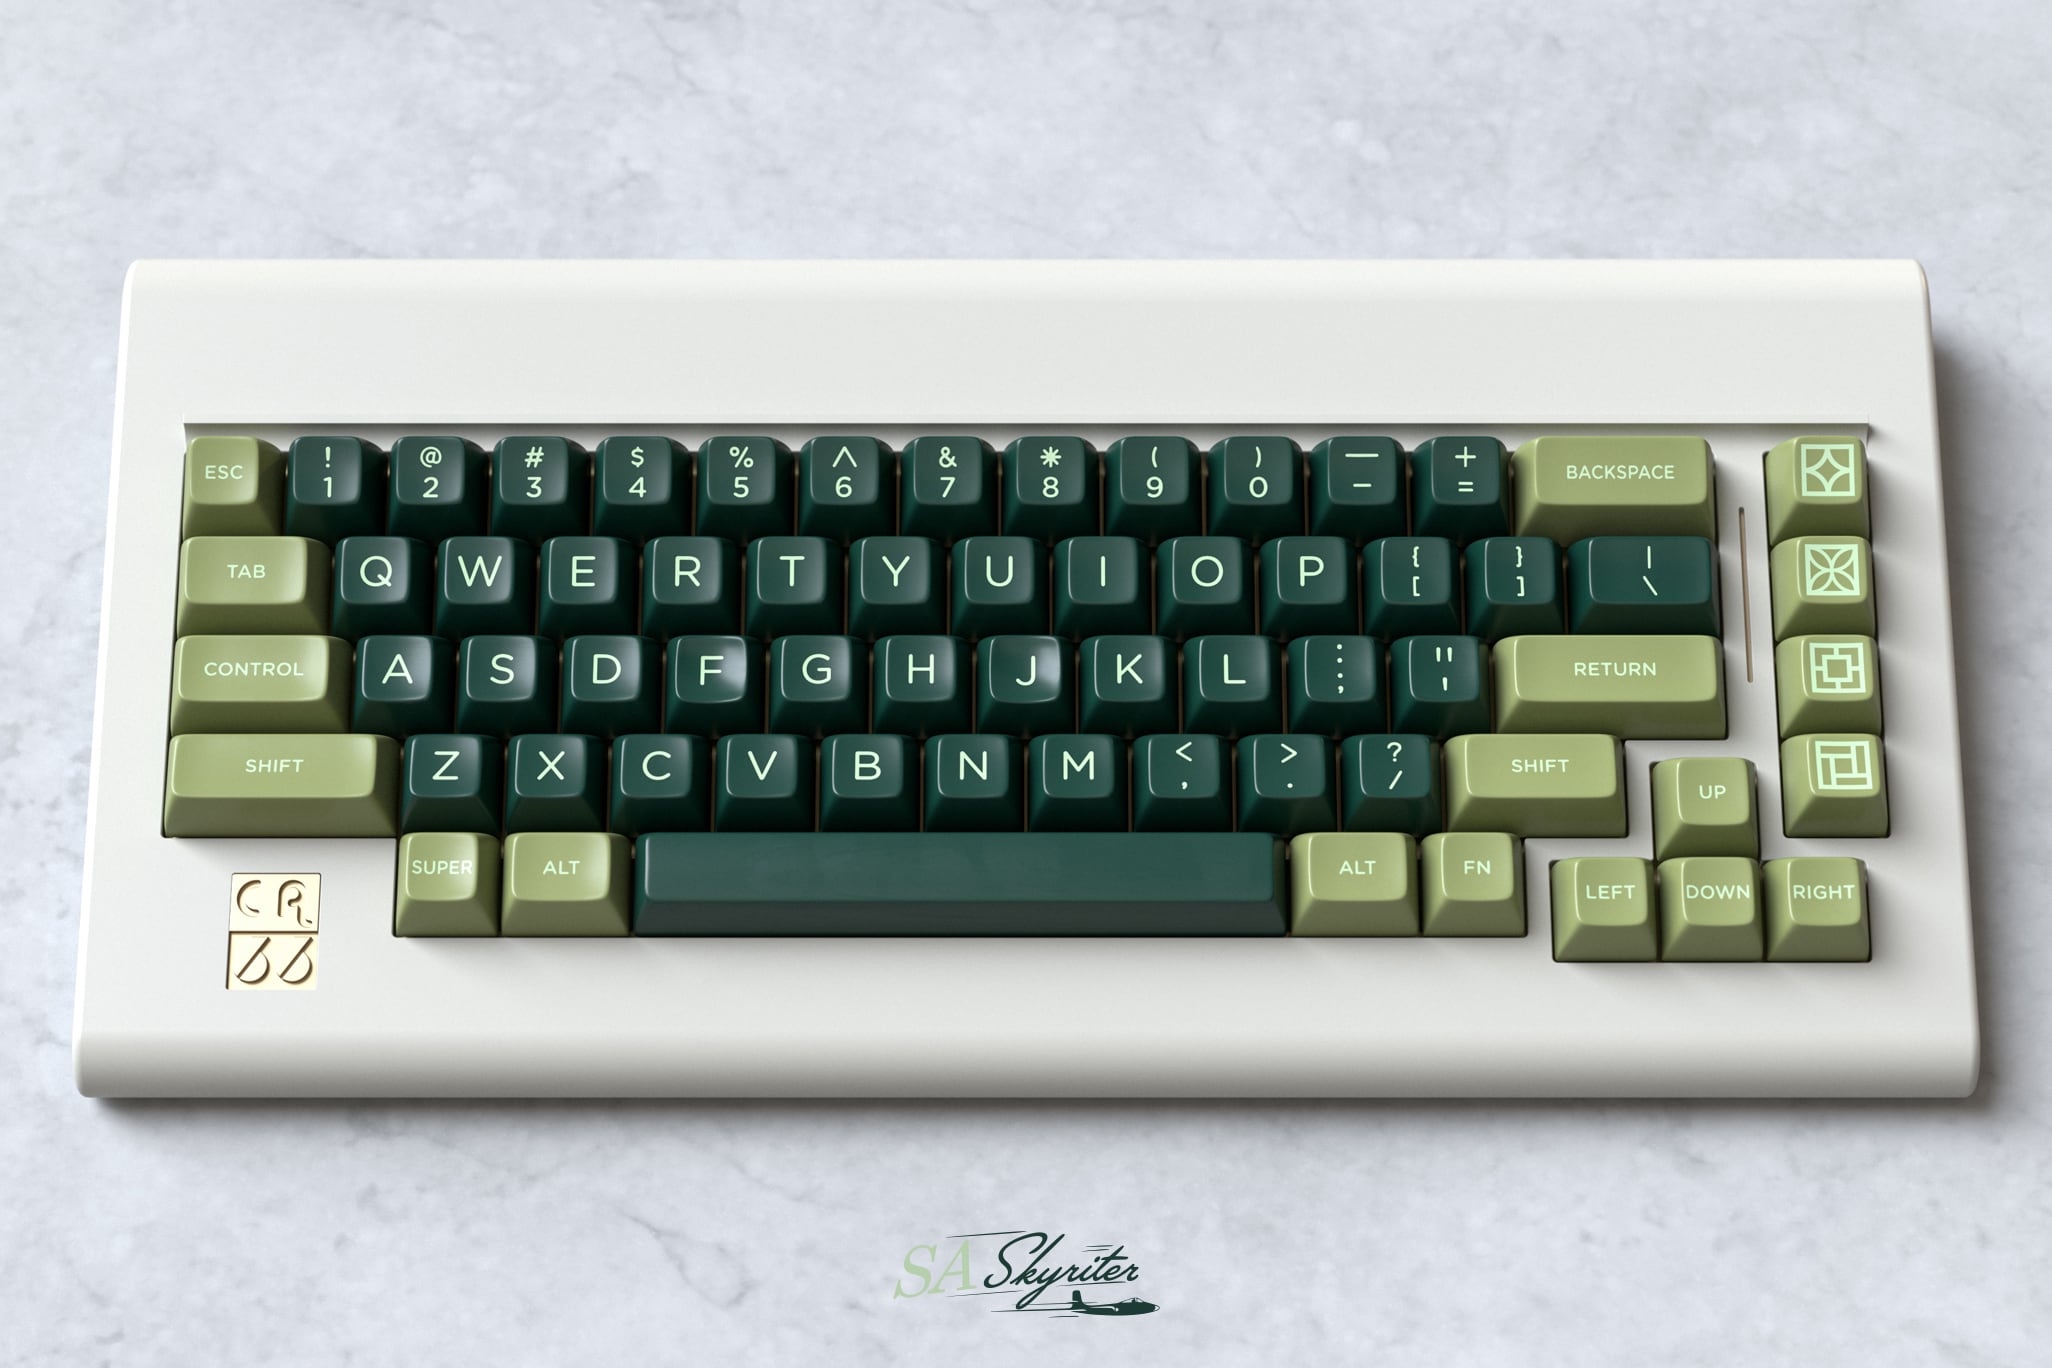 ! @ # $ % ^ & * ( ) — +
ESC 1 2 3 4 5 6 7 8 9 0 - = BACKSPACE
TAB Q W E R T Y U I O P { [ } ] | \
CONTROL A S D F G H J K L : ; " ' RETURN
SHIFT Z X C V B N M < , > . ? / SHIFT UP
SUPER ALT ALT FN LEFT DOWN RIGHT
CR
66
SA Skyriter